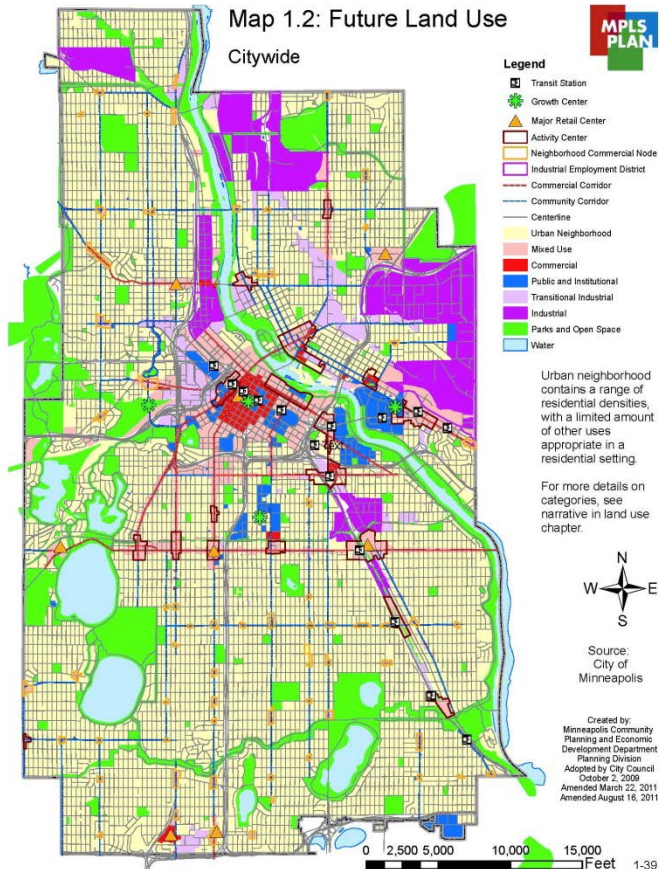 Map 1.2: Future Land Use
Citywide
MPLS
PLAN
Legend
Transit Station
Growth Center
Major Retail Center
Activity Center
Neighborhood Commercial Node
Industrial Employment District
Commercial Corridor
Community Corridor
Centerline
Urban Neighborhood
Mixed Use
Commercial
Public and Institutional
Transitional Industrial
Industrial
Parks and Open Space
Water
Urban neighborhood
contains a range of
residential densities,
with a limited amount
of other uses
appropriate in a
residential setting.
For more details on
categories, see
narrative in land use
chapter.
N
W E
S
Source:
City of
Minneapolis
Created by:
Minneapolis Community
Planning and Economic
Development Department
Planning Division
Adopted by City Council
October 2, 2009
Amended March 22, 2011
Amended August 16, 2011
0 2,500 5,000 10,000 15,000
Feet
1-39